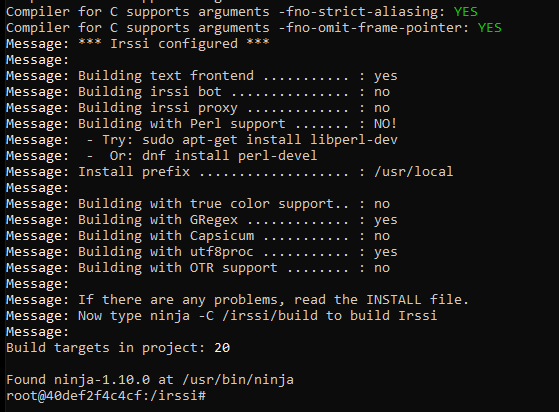 Compiler for C supports arguments -fno-strict-aliasing: YES
Compiler for C supports arguments -fno-omit-frame-pointer: YES
Message: *** Irssi configured ***
Message:
Message: Building text frontend ........... : yes
Message: Building irssi bot ............... : no
Message: Building irssi proxy ............. : no
Message: Building with Perl support ....... : NO!
Message:  - Try: sudo apt-get install libperl-dev
Message:  -  Or: dnf install perl-devel
Message: Install prefix ................... : /usr/local
Message:
Message: Building with true color support.. : no
Message: Building with GRegex ............. : yes
Message: Building with Capsicum ........... : no
Message: Building with utf8proc ........... : yes
Message: Building with OTR support ........ : no
Message:
Message: If there are any problems, read the INSTALL file.
Message: Now type ninja -C /irssi/build to build Irssi
Message:
Build targets in project: 20

Found ninja-1.10.0 at /usr/bin/ninja
root@40def2f4c4cf:/irssi#